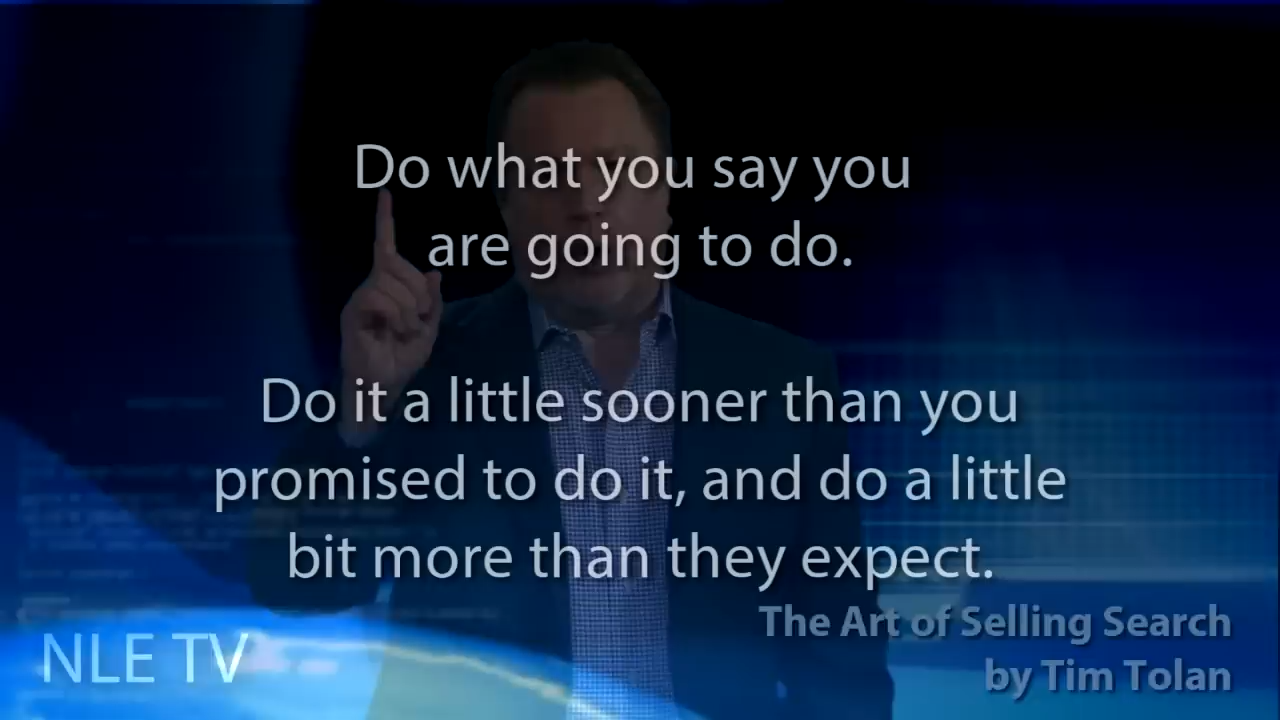 Do what you say you
are going to do.
Do it a little sooner than you
promised to do it, and do a little
bit more than they expect.
The Art of Selling Search
by Tim Tolan
NLE TV